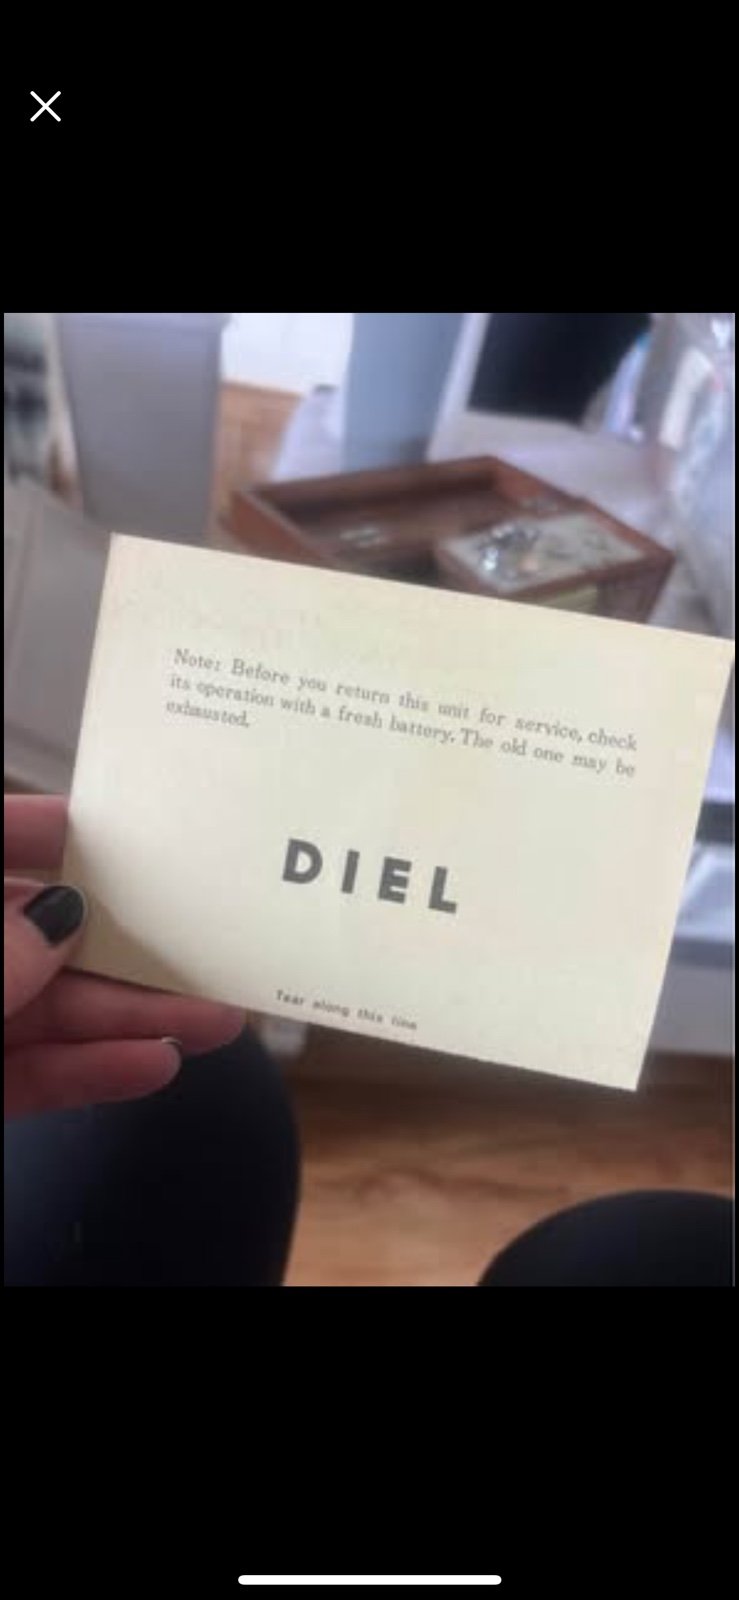 Note: Before you return this unit for service, check
its operation with a fresh battery. The old one may be
exhausted.
DIEL
Tear along this line